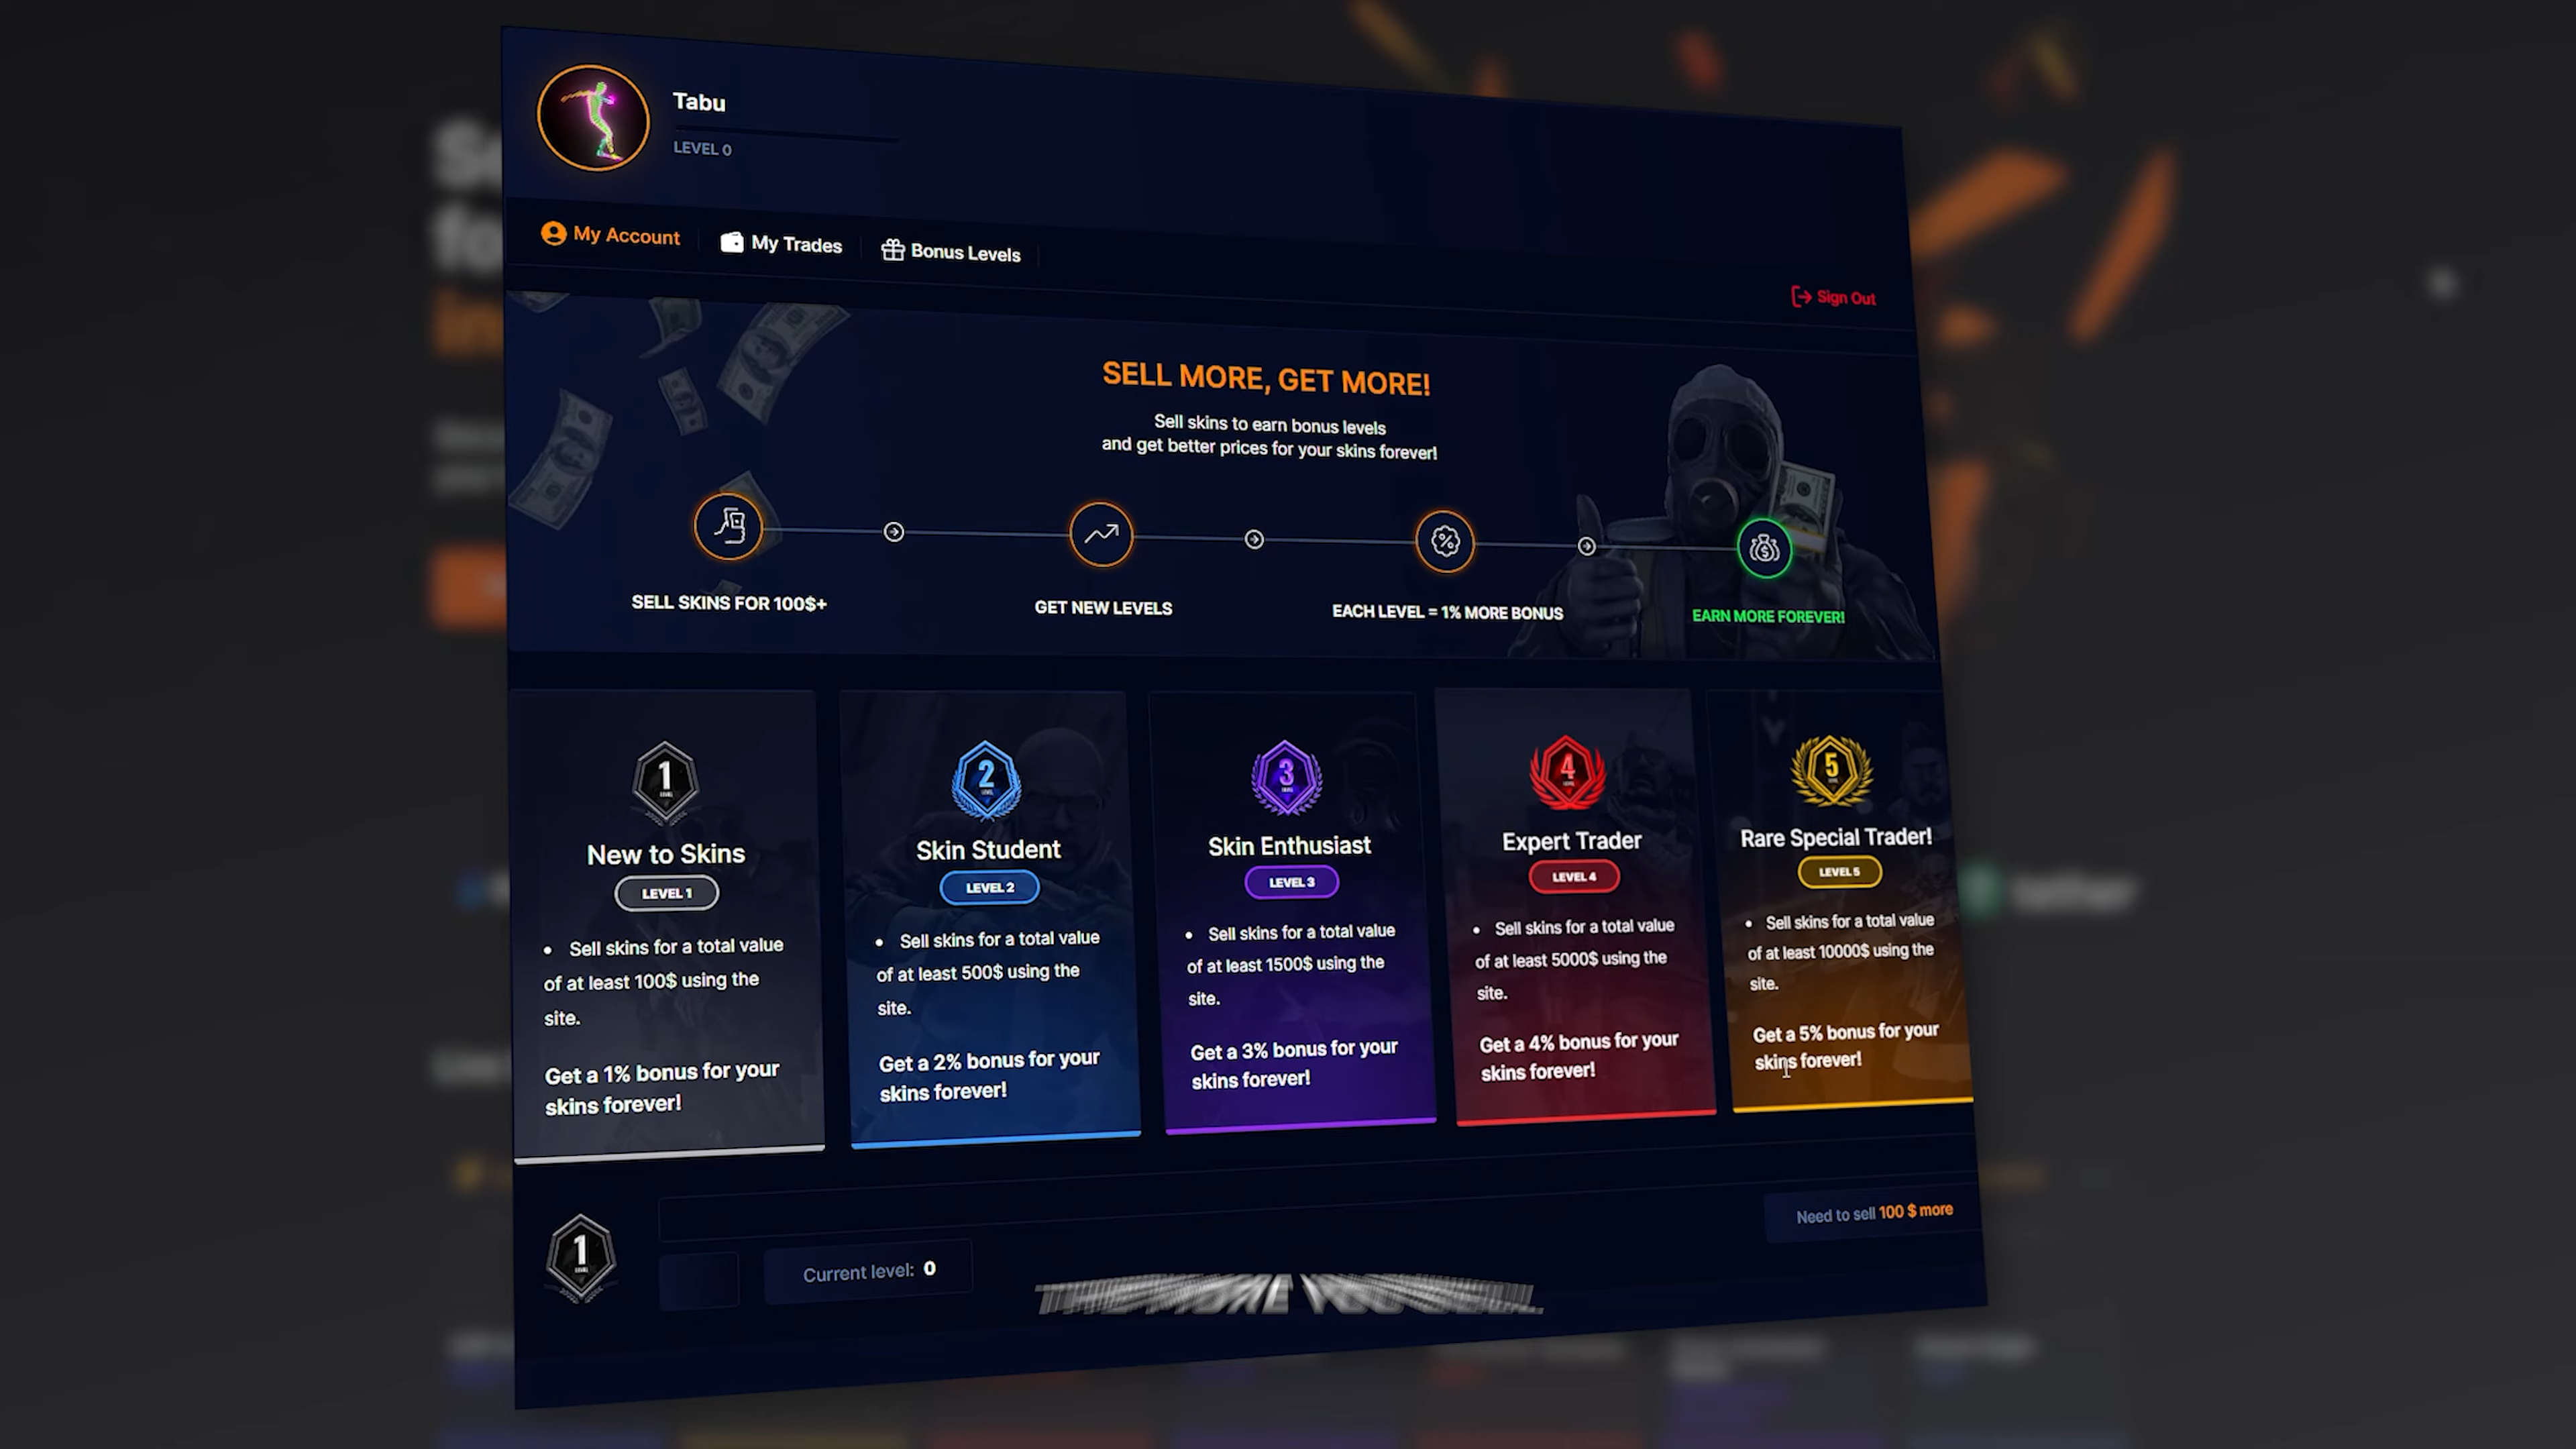 Tabu
LEVEL 0
My Account
My Trades
Bonus Levels
Sign Out
SELL MORE, GET MORE!
Sell skins to earn bonus levels
and get better prices for your skins forever!
SELL SKINS FOR 100$+
GET NEW LEVELS
EACH LEVEL = 1% MORE BONUS
EARN MORE FOREVER!
1
LEVEL
New to Skins
LEVEL 1
• Sell skins for a total value
of at least 100$ using the
site.
Get a 1% bonus for your
skins forever!
2
LEVEL
Skin Student
LEVEL 2
• Sell skins for a total value
of at least 500$ using the
site.
Get a 2% bonus for your
skins forever!
3
LEVEL
Skin Enthusiast
LEVEL 3
• Sell skins for a total value
of at least 1500$ using the
site.
Get a 3% bonus for your
skins forever!
4
LEVEL
Expert Trader
LEVEL 4
• Sell skins for a total value
of at least 5000$ using the
site.
Get a 4% bonus for your
skins forever!
5
LEVEL
Rare Special Trader!
LEVEL 5
• Sell skins for a total value
of at least 10000$ using the
site.
Get a 5% bonus for your
skins forever!
1
LEVEL
Need to sell 100 $ more
Current level: 0
MORE YOU
tether